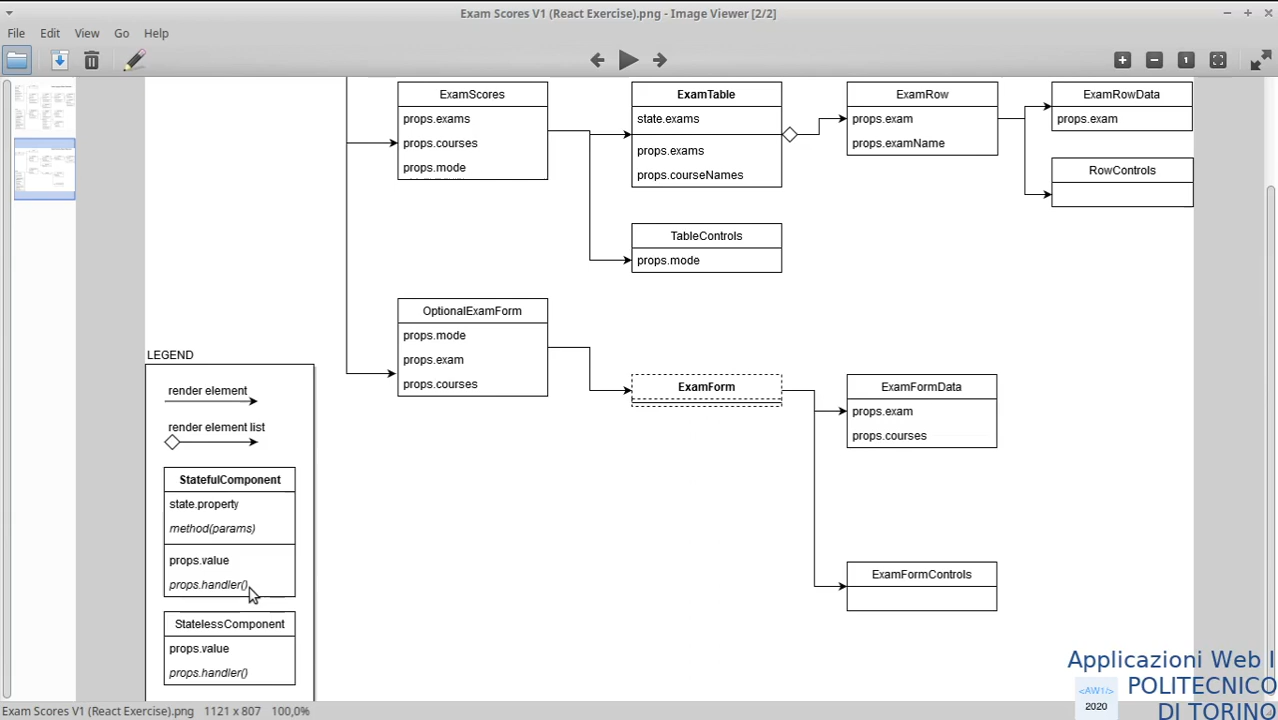 Exam Scores V1 (React Exercise).png - Image Viewer [2/2]
File Edit View Go Help
ExamScores
props.exams
props.courses
props.mode
ExamTable
state.exams
props.exams
props.courseNames
ExamRow
props.exam
props.examName
ExamRowData
props.exam
RowControls
TableControls
props.mode
OptionalExamForm
props.mode
props.exam
props.courses
ExamForm
ExamFormData
props.exam
props.courses
ExamFormControls
LEGEND
render element
render element list
StatefulComponent
state.property
method(params)
props.value
props.handler()
StatelessComponent
props.value
props.handler()
Applicazioni Web I
POLITECNICO
DI TORINO
<AW1/>
2020
Exam Scores V1 (React Exercise).png 1121 x 807 100,0%